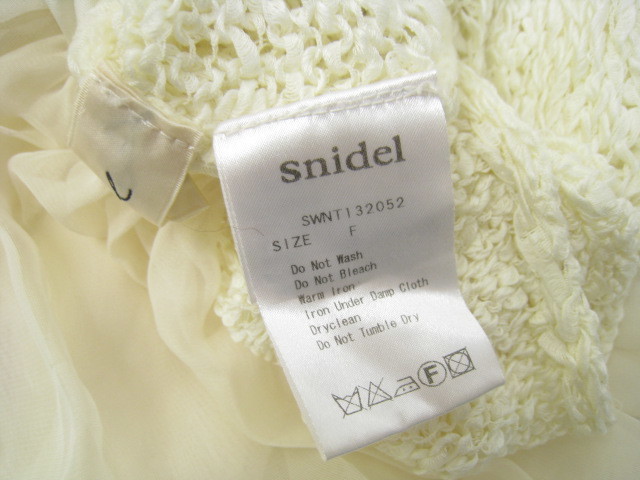 snidel
SWNT132052
SIZE F
Do Not Wash
Do Not Bleach
Warm Iron
Iron Under Damp Cloth
Dryclean
Do Not Tumble Dry
F